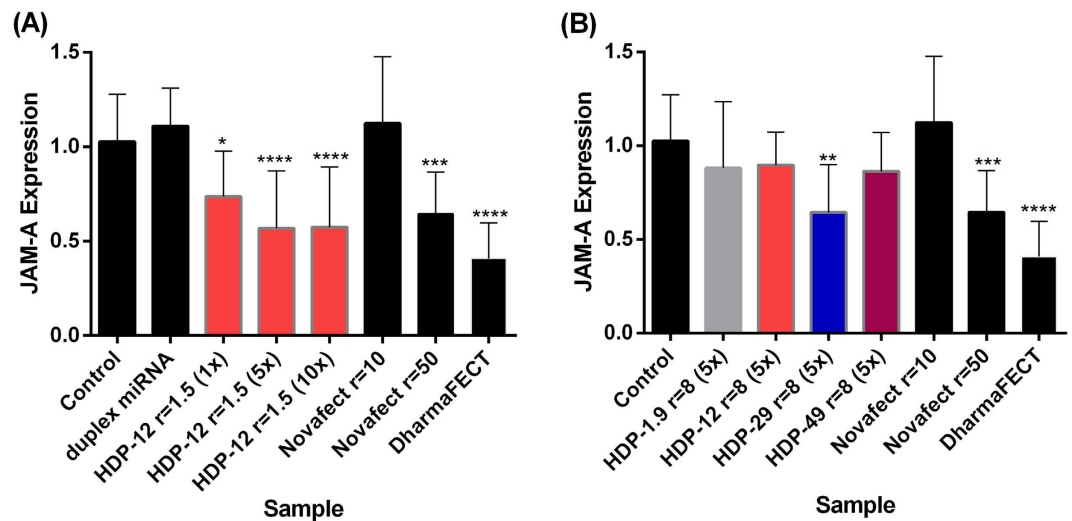 (A)
JAM-A Expression
1.5
1.0
0.5
0.0
*
****
****
***
****
Control
duplex miRNA
HDP-12 r=1.5 (1x)
HDP-12 r=1.5 (5x)
HDP-12 r=1.5 (10x)
Novafect r=10
Novafect r=50
DharmaFECT
Sample
(B)
JAM-A Expression
1.5
1.0
0.5
0.0
**
***
****
Control
HDP-1.9 r=8 (5x)
HDP-12 r=8 (5x)
HDP-29 r=8 (5x)
HDP-49 r=8 (5x)
Novafect r=10
Novafect r=50
DharmaFECT
Sample